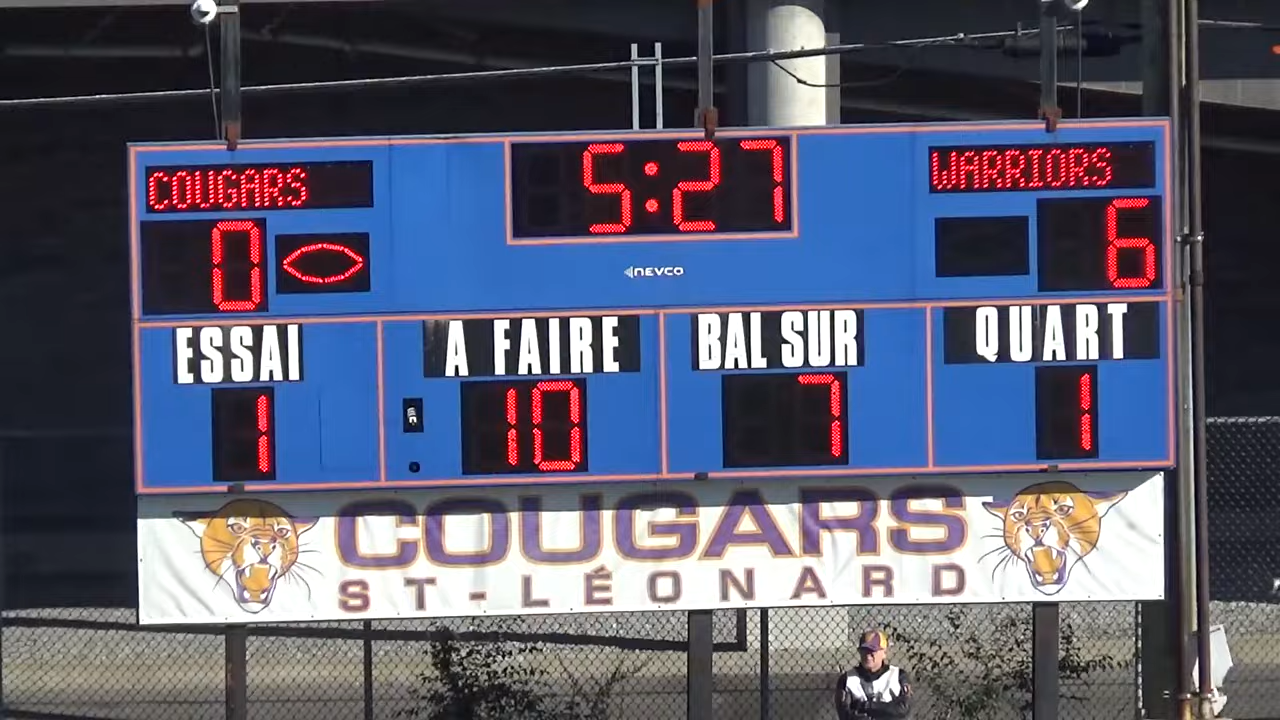 5:27
COUGARS
WARRIORS
0
6
NEVCO
ESSAI
A FAIRE
BAL SUR
QUART
1
10
7
1
COUGARS
ST-LÉONARD